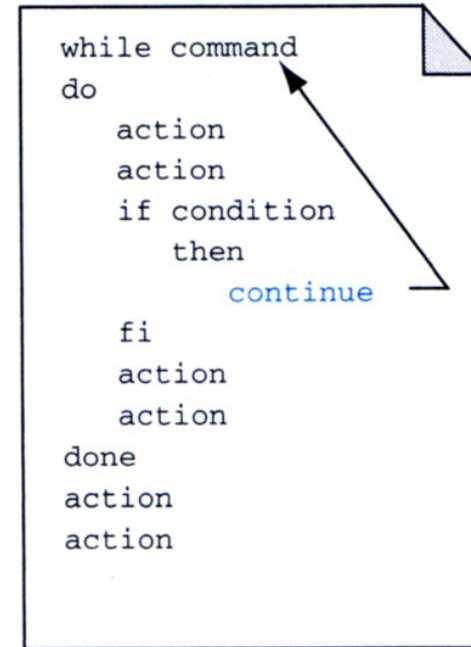 while command
do
action
action
if condition
then
continue
fi
action
action
done
action
action